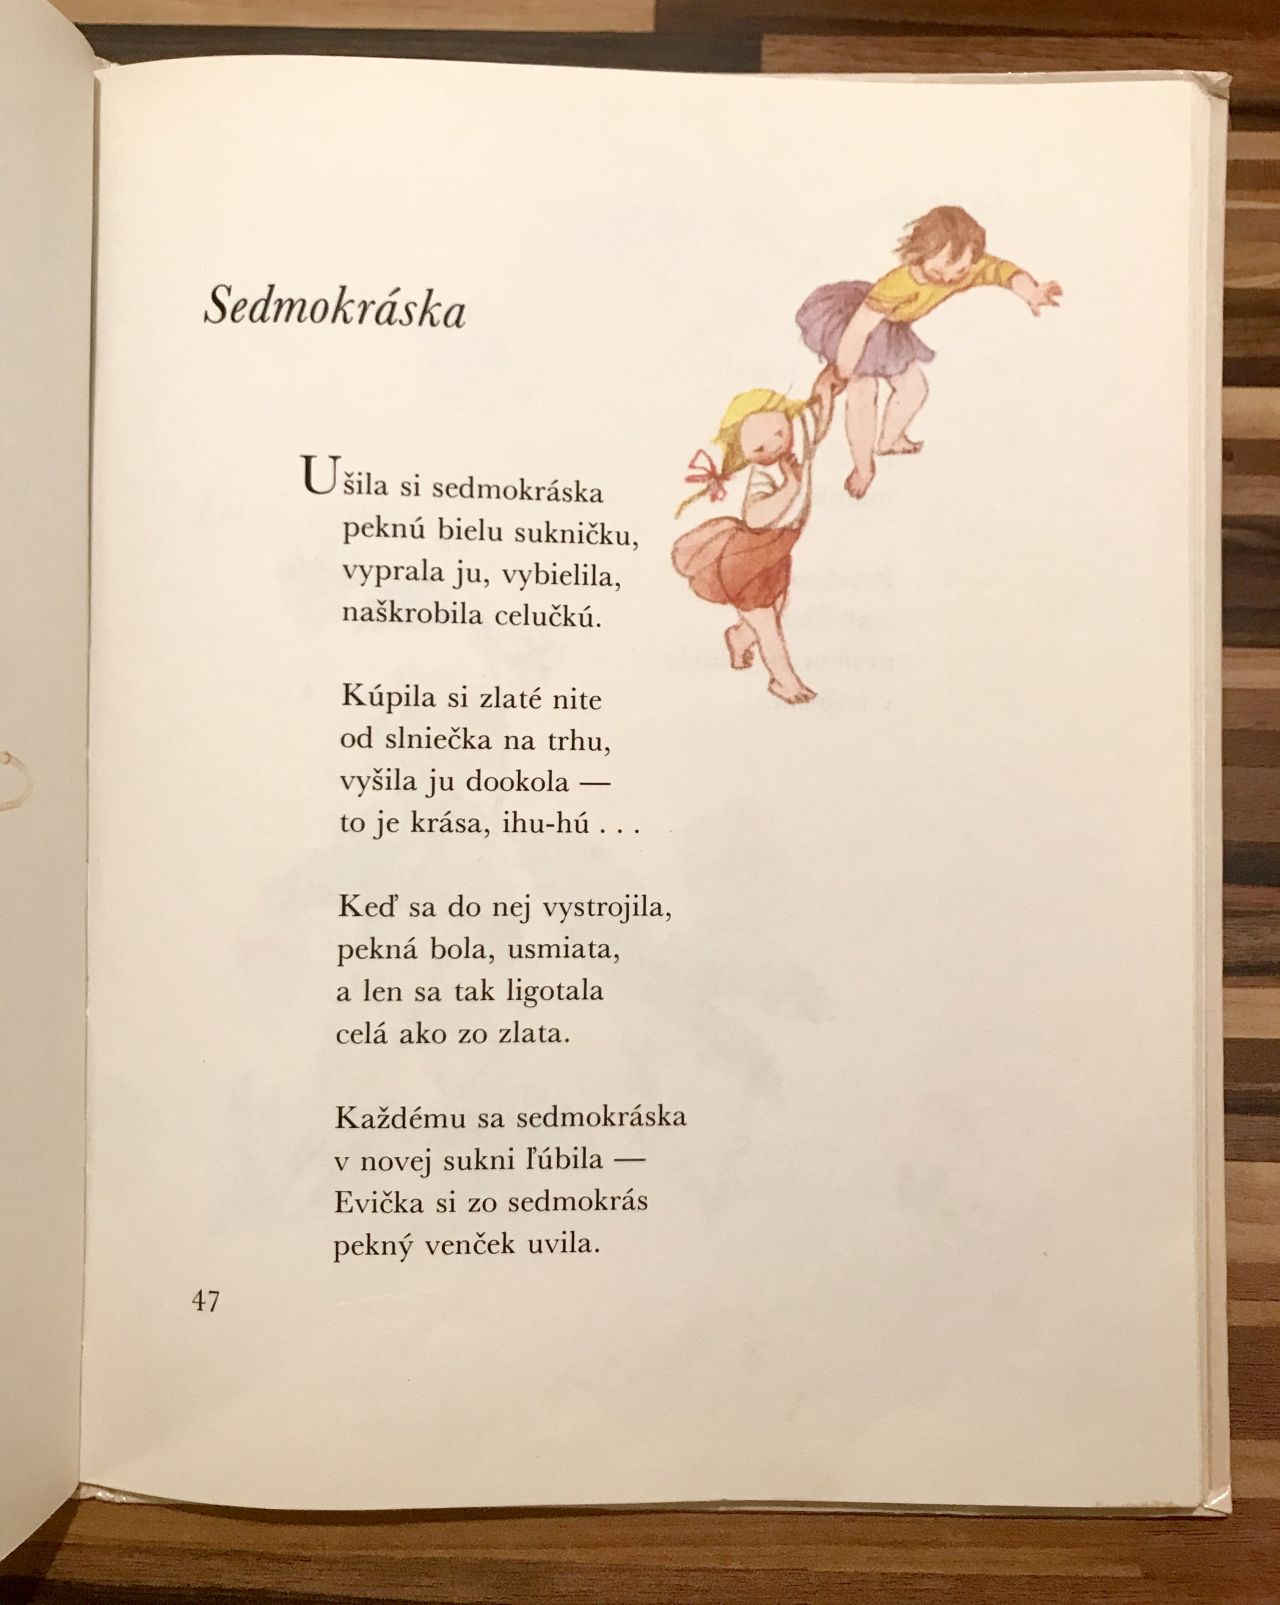 Sedmokráska
Ušila si sedmokráska
peknú bielu sukničku,
vyprala ju, vybielila,
naškrobila celučkú.
Kúpila si zlaté nite
od slniečka na trhu,
vyšila ju dookola —
to je krása, ihu-hú . . .
Keď sa do nej vystrojila,
pekná bola, usmiata,
a len sa tak ligotala
celá ako zo zlata.
Každému sa sedmokráska
v novej sukni ľúbila —
Evička si zo sedmokrás
pekný venček uvila.
47